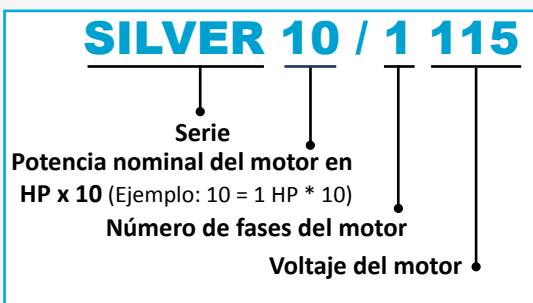 SILVER 10 / 1 115
Serie
Potencia nominal del motor en
HP x 10 (Ejemplo: 10 = 1 HP * 10)
Número de fases del motor
Voltaje del motor